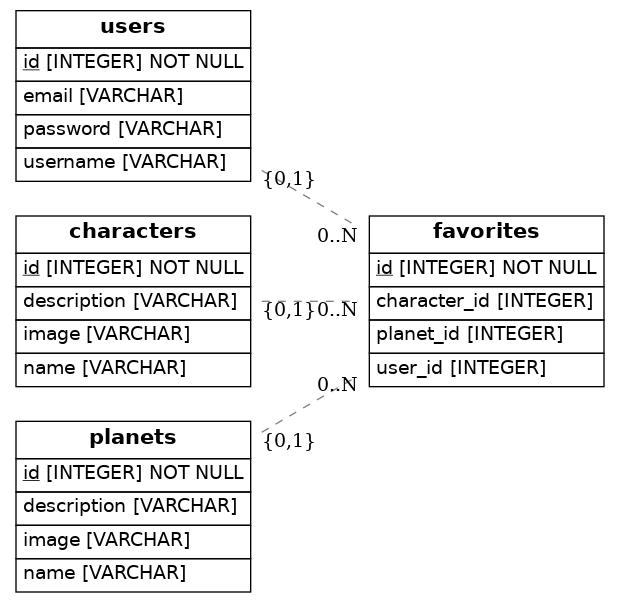 users
id [INTEGER] NOT NULL
email [VARCHAR]
password [VARCHAR]
username [VARCHAR]
{0,1}
0..N
characters
id [INTEGER] NOT NULL
description [VARCHAR]
image [VARCHAR]
name [VARCHAR]
{0,1}
0..N
favorites
id [INTEGER] NOT NULL
character_id [INTEGER]
planet_id [INTEGER]
user_id [INTEGER]
0..N
{0,1}
planets
id [INTEGER] NOT NULL
description [VARCHAR]
image [VARCHAR]
name [VARCHAR]